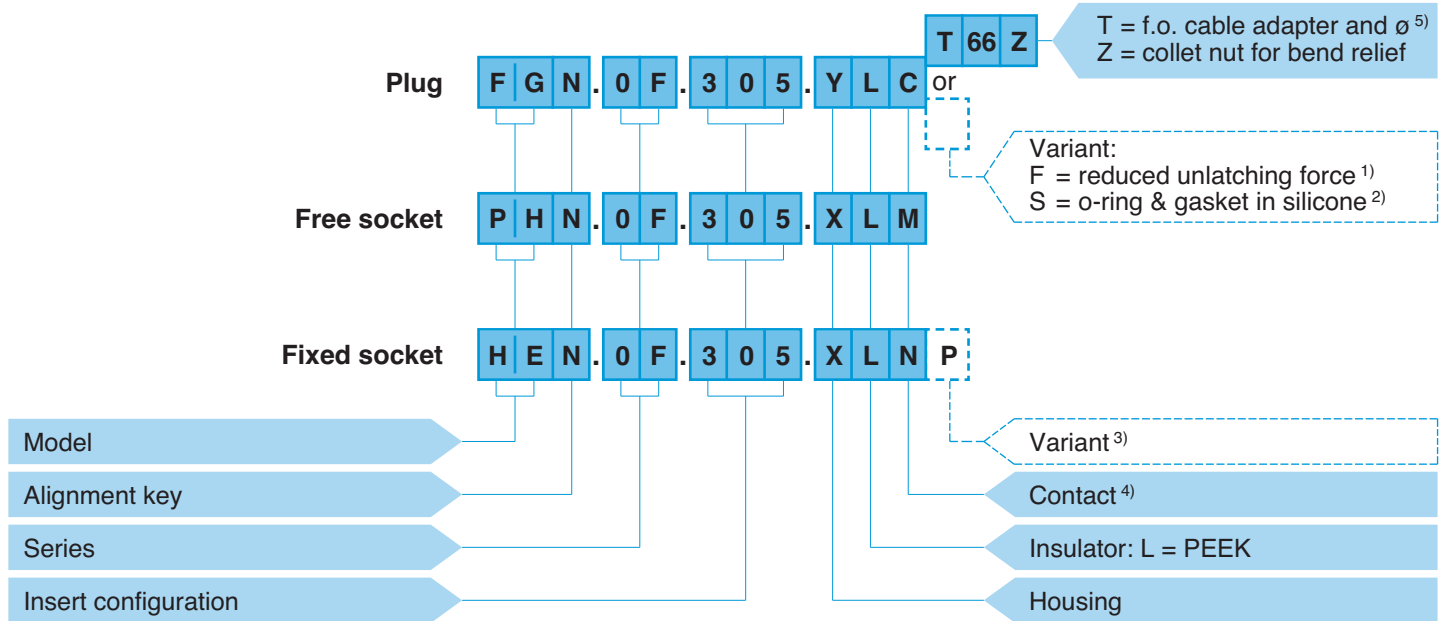 T 66 Z
T = f.o. cable adapter and ø 5)
Z = collet nut for bend relief
Plug F G N . 0 F . 3 0 5 . Y L C or
Variant:
F = reduced unlatching force 1)
S = o-ring & gasket in silicone 2)
Free socket P H N . 0 F . 3 0 5 . X L M
Fixed socket H E N . 0 F . 3 0 5 . X L N P
Model
Variant 3)
Alignment key
Contact 4)
Series
Insulator: L = PEEK
Insert configuration
Housing